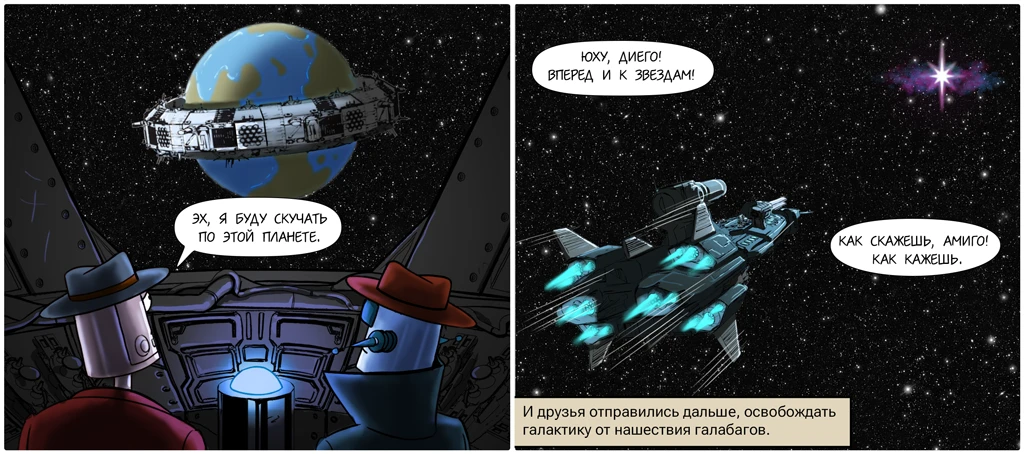 ЭХ, Я БУДУ СКУЧАТЬ
ПО ЭТОЙ ПЛАНЕТЕ.
ЮХУ, ДИЕГО!
ВПЕРЕД И К ЗВЕЗДАМ!
КАК СКАЖЕШЬ, АМИГО!
КАК КАЖЕШЬ.
И друзья отправились дальше, освобождать
галактику от нашествия галабагов.